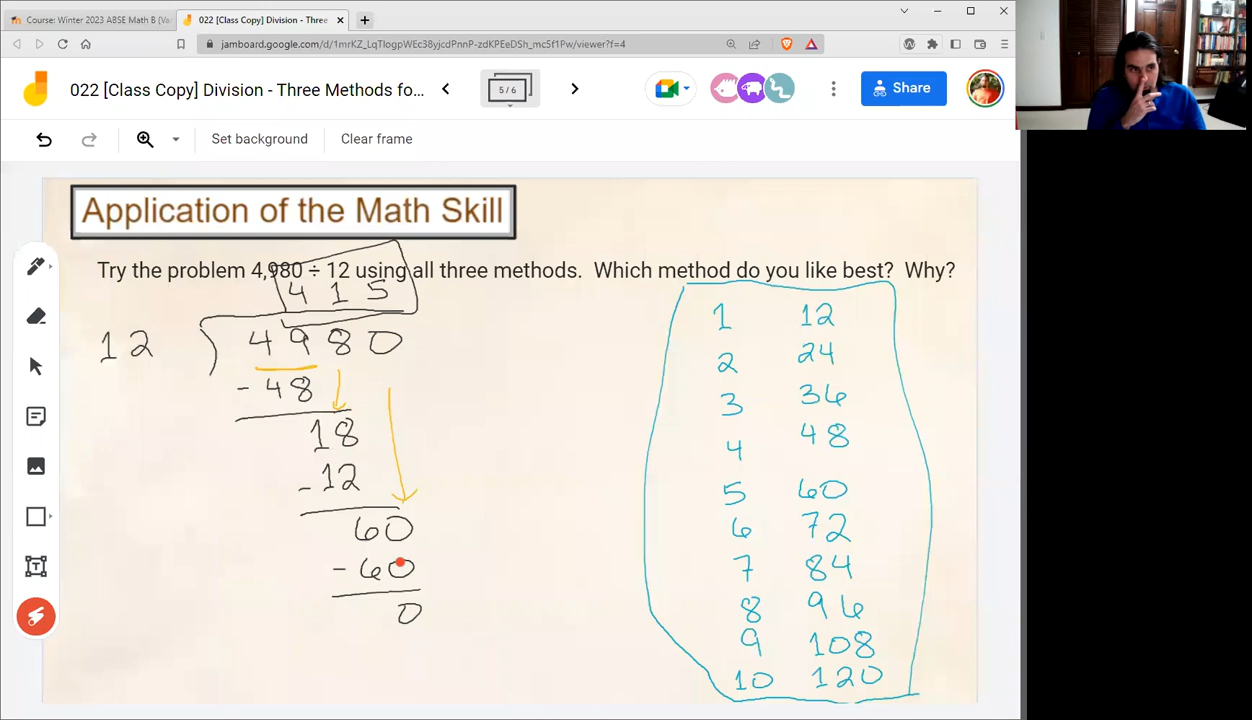 Course: Winter 2023 ABSE Math B (Va
022 [Class Copy] Division - Three
jamboard.google.com/d/1mrKZ_LqTlogpWEc38yjcdPnnP-zdKPEeDSh_mc5f1Pw/viewer?f=4
022 [Class Copy] Division - Three Methods fo...
5/6
Share
Set background
Clear frame
Application of the Math Skill
Try the problem 4,980 ÷ 12 using all three methods. Which method do you like best? Why?
415
12 4980
- 48
18
- 12
60
- 60
0
1 12
2 24
3 36
4 48
5 60
6 72
7 84
8 96
9 108
10 120